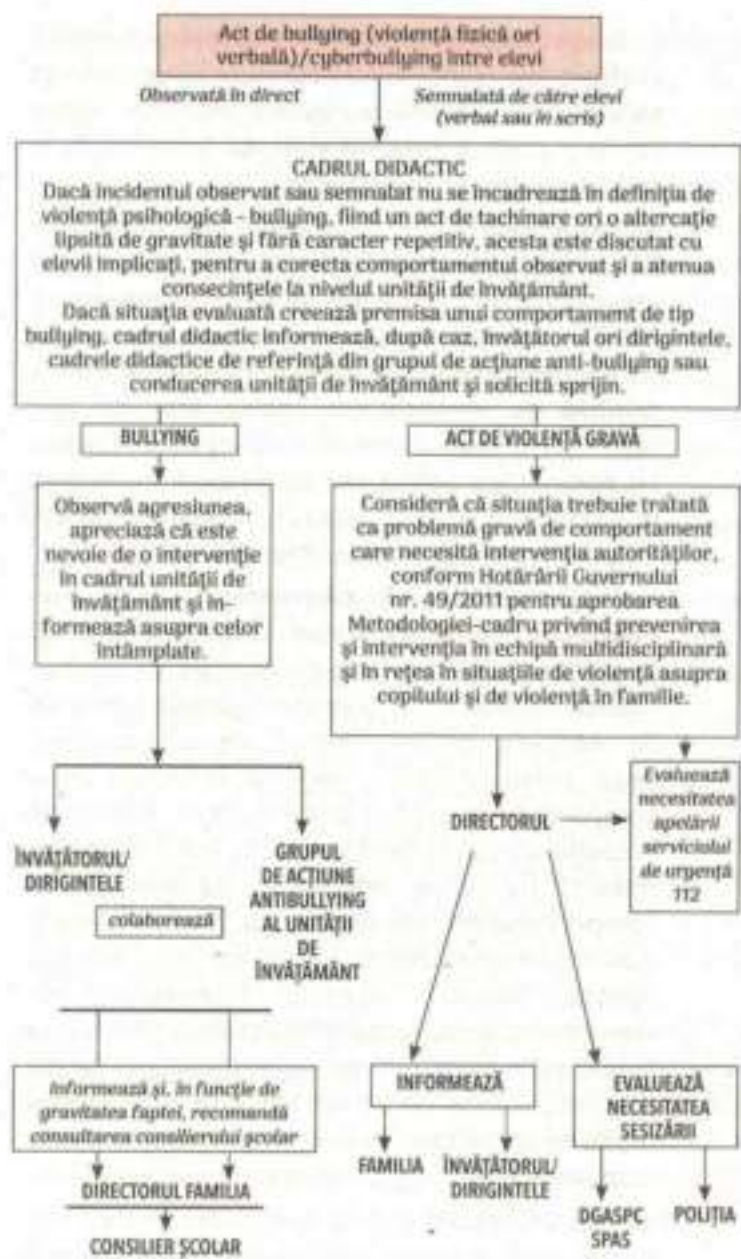 Act de bullying (violență fizică ori
verbală)/cyberbullying între elevi
Observată în direct
Semnalată de către elevi
(verbal sau în scris)
CADRUL DIDACTIC
Dacă incidentul observat sau semnalat nu se încadrează în definiția de
violență psihologică - bullying, fiind un act de tachinare ori o altercație
lipsită de gravitate și fără caracter repetitiv, acesta este discutat cu
elevii implicați, pentru a corecta comportamentul observat și a atenua
consecințele la nivelul unității de învățământ.
Dacă situația evaluată creează premisa unui comportament de tip
bullying, cadrul didactic informează, după caz, învățătorul ori dirigintele,
cadrele didactice de referință din grupul de acțiune anti-bullying sau
conducerea unității de învățământ și solicită sprijin.
BULLYING
Observă agresiunea,
apreciază că este
nevoie de o intervenție
în cadrul unității de
învățământ și în-
formează asupra celor
întâmplate.
ÎNVĂȚĂTORUL/
DIRIGINTELE
colaborează
GRUPUL
DE ACȚIUNE
ANTIBULLYING
AL UNITĂȚII
DE
ÎNVĂȚĂMÂNT
Informează și, în funcție de
gravitatea faptei, recomandă
consultarea consilierului școlar
DIRECTORUL FAMILIA
CONSILIER ȘCOLAR
ACT DE VIOLENȚĂ GRAVĂ
Consideră că situația trebuie tratată
ca problemă gravă de comportament
care necesită intervenția autorităților,
conform Hotărârii Guvernului
nr. 49/2011 pentru aprobarea
Metodologiei-cadru privind prevenirea
și intervenția în echipă multidisciplinară
și în rețea în situațiile de violență asupra
copilului și de violență în familie.
DIRECTORUL
Evaluează
necesitatea
apelării
serviciului
de urgență
112
INFORMEAZĂ
FAMILIA
ÎNVĂȚĂTORUL/
DIRIGINTELE
EVALUEAZĂ
NECESITATEA
SESIZĂRII
DGASPC
SPAS
POLIȚIA